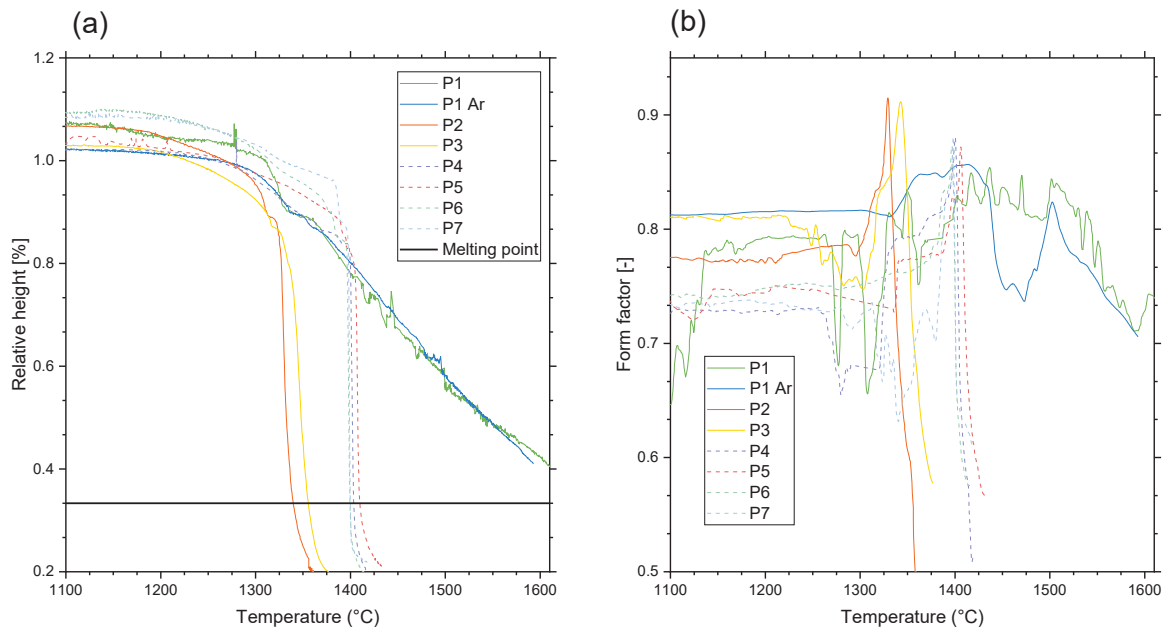 (a)
Relative height [%]
1.2
1.0
0.8
0.6
0.4
0.2
P1
P1 Ar
P2
P3
P4
P5
P6
P7
Melting point
1100
1200
1300
1400
1500
1600
Temperature (°C)
(b)
Form factor [-]
0.9
0.8
0.7
0.6
0.5
P1
P1 Ar
P2
P3
P4
P5
P6
P7
1100
1200
1300
1400
1500
1600
Temperature (°C)